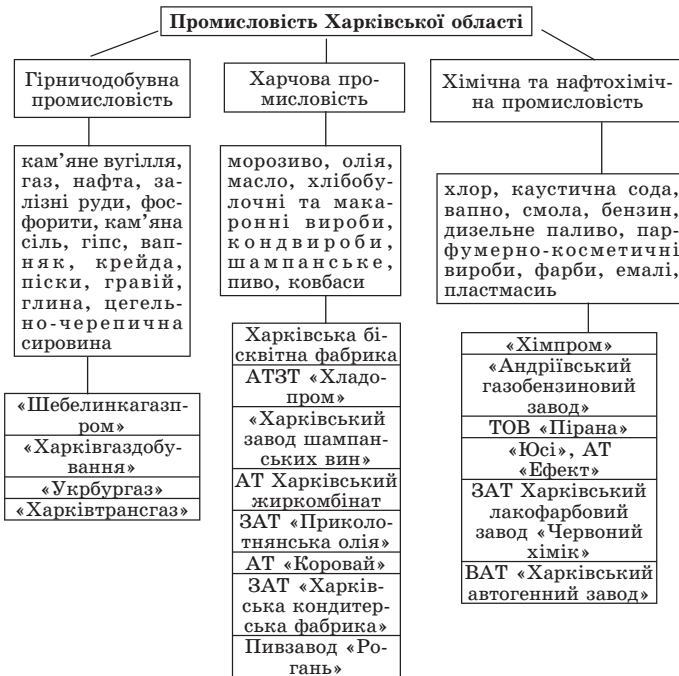 Промисловість Харківської області
Гірничодобувна
промисловість
кам’яне вугілля,
газ, нафта, за-
лізні руди, фос-
форити, кам’яна
сіль, гіпс, вап-
няк, крейда,
піски, гравій,
глина, цегель-
но-черепична
сировина
«Шебелинкагазп-
ром»
«Харківгаздобу-
вання»
«Укрбургаз»
«Харківтрансгаз»
Харчова про-
мисловість
морозиво, олія,
масло, хлібобу-
лочні та мака-
ронні вироби,
кондвироби,
шампанське,
пиво, ковбаси
Харківська бі-
сквітна фабрика
АТЗТ «Хладо-
пром»
«Харківський
завод шампан-
ських вин»
АТ Харківський
жиркомбінат
ЗАТ «Приколо-
тнянська олія»
АТ «Коровай»
ЗАТ «Харків-
ська кондитер-
ська фабрика»
Пивзавод «Ро-
гань»
Хімічна та нафтохіміч-
на промисловість
хлор, каустична сода,
вапно, смола, бензин,
дизельне паливо, пар-
фумерно-косметичні
вироби, фарби, емалі,
пластмасиь
«Хімпром»
«Андріївський
газобензиновий
завод»
ТОВ «Пірана»
«Юсі», АТ
«Ефект»
ЗАТ Харківський
лакофарбовий
завод «Червоний
хімік»
ВАТ «Харківський
автогенний завод»